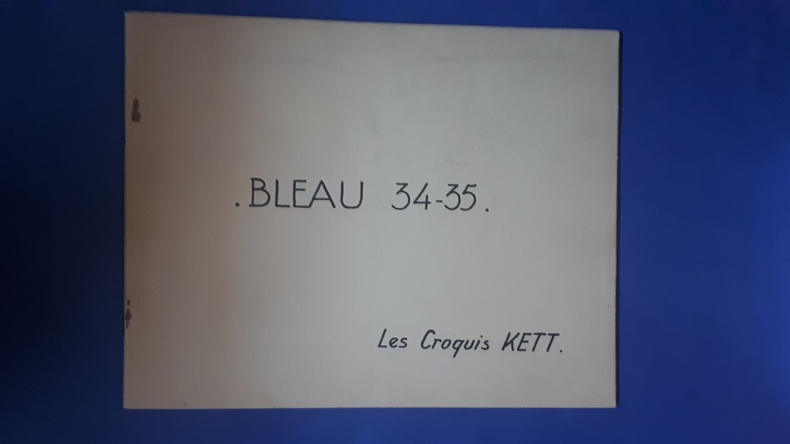 . BLEAU 34-35 .
Les Croquis KETT.